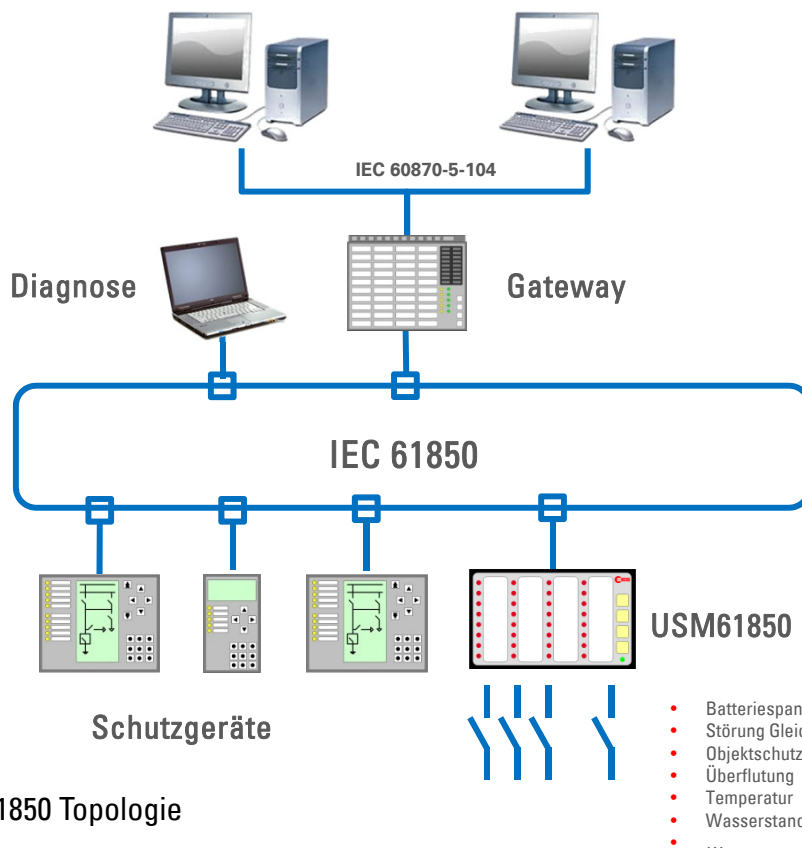 IEC 60870-5-104
Diagnose
Gateway
IEC 61850
USM61850
Schutzgeräte
• Batteriespan
• Störung Gleic
• Objektschutz
• Überflutung
• Temperatur
• Wasserstand
• ...
1850 Topologie